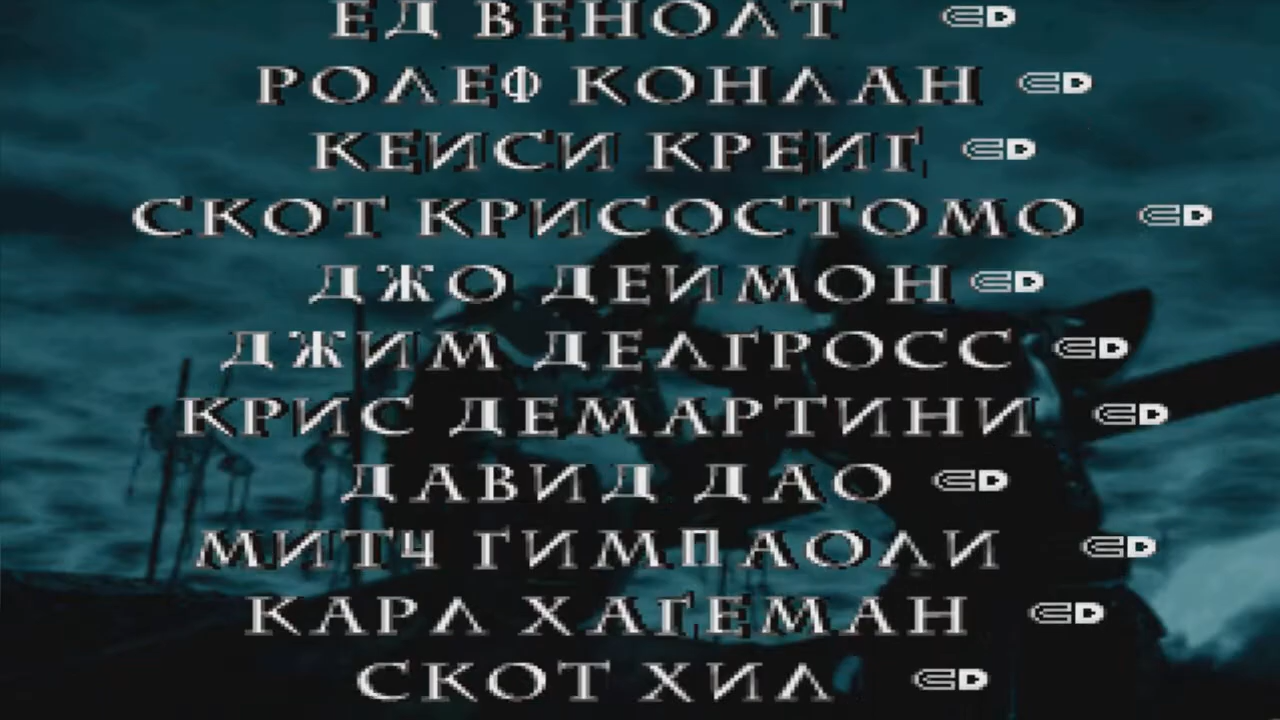 ЕД ВЕНОЛТ
РОЛЕФ КОНЛАН
КЕИСИ КРЕИГ
СКОТ КРИСОСТОМО
ДЖО ДЕИМОН
ДЖИМ ДЕЛГРОСС
КРИС ДЕМАРТИНИ
ДАВИД ДАО
МИТЧ ГИМПАОЛИ
КАРЛ ХАГЕМАН
СКОТ ХИЛ